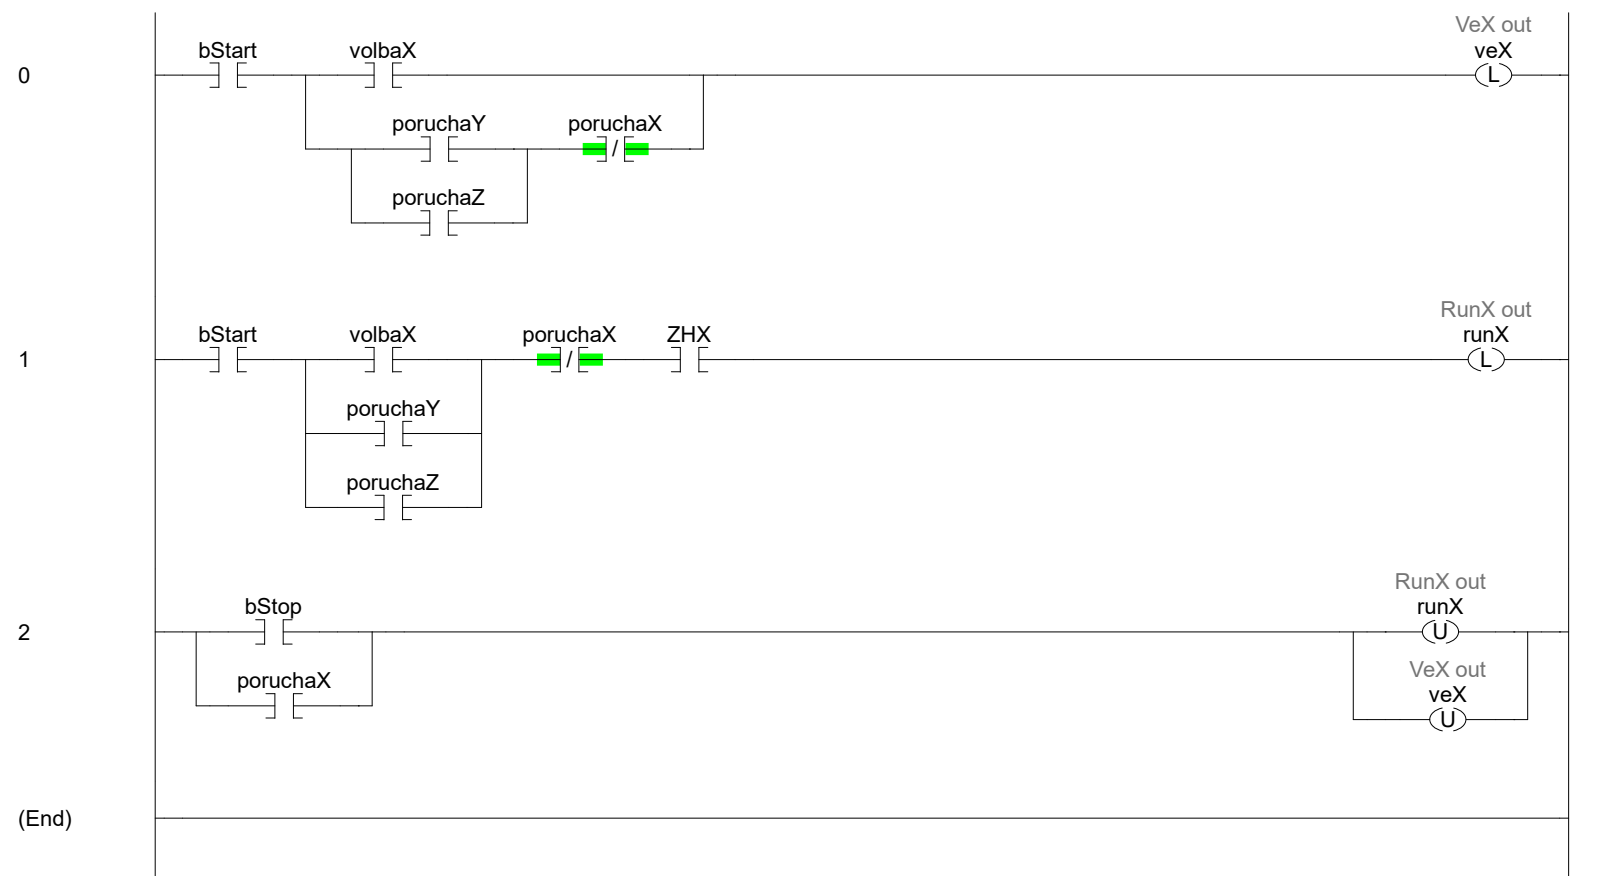 VeX out
bStart volbaX veX
0 L
poruchaY poruchaX
/
poruchaZ
RunX out
bStart volbaX poruchaX ZHX runX
1 / L
poruchaY
poruchaZ
RunX out
bStop runX
2 U
VeX out
poruchaX veX
U
(End)